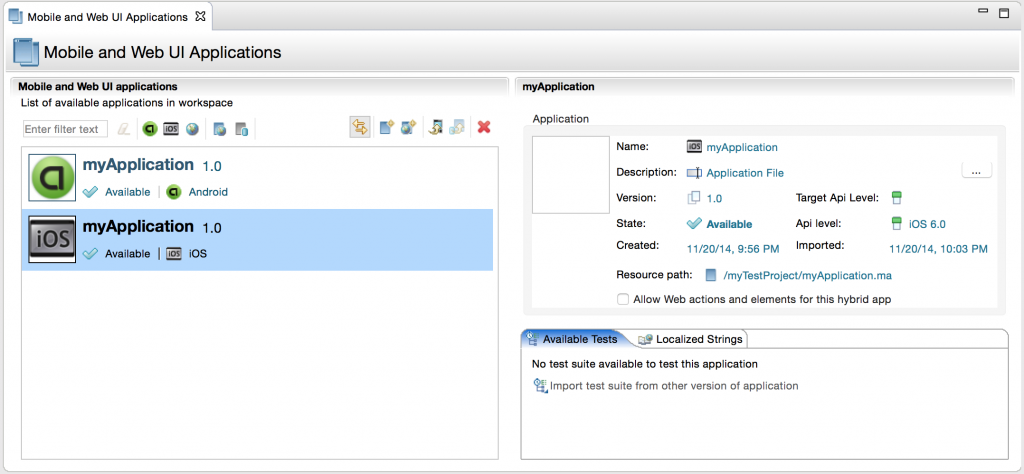 Mobile and Web UI Applications
Mobile and Web UI Applications
Mobile and Web UI applications
List of available applications in workspace
Enter filter text
a iOS
a
myApplication 1.0
Available | a Android
iOS
myApplication 1.0
Available | iOS iOS
myApplication
Application
Name: iOS myApplication
Description: Application File ...
Version: 1.0 Target Api Level:
State: Available Api level: iOS 6.0
Created: 11/20/14, 9:56 PM Imported: 11/20/14, 10:03 PM
Resource path: /myTestProject/myApplication.ma
Allow Web actions and elements for this hybrid app
Available Tests Localized Strings
No test suite available to test this application
Import test suite from other version of application